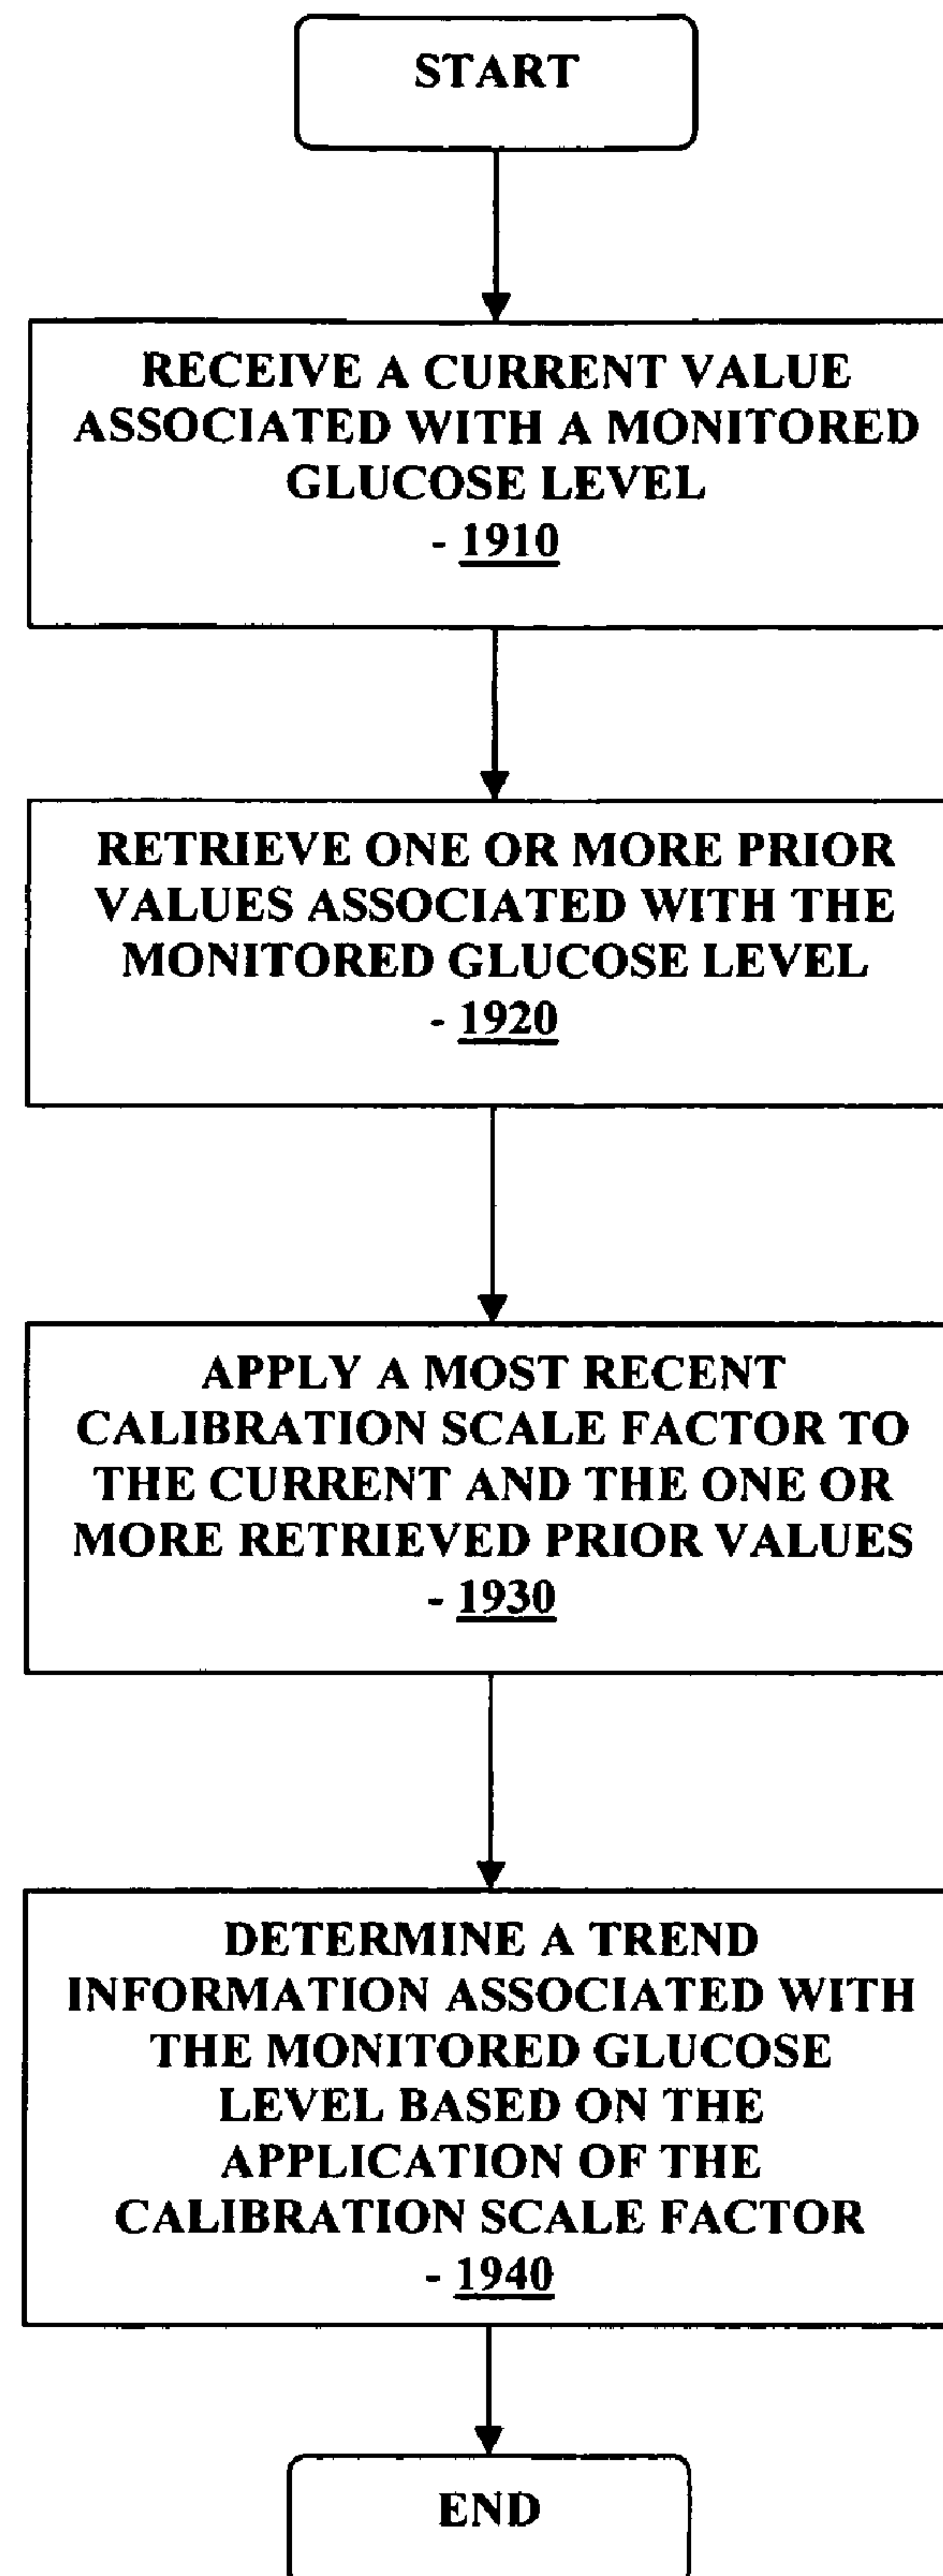 START
RECEIVE A CURRENT VALUE
ASSOCIATED WITH A MONITORED
GLUCOSE LEVEL
- 1910
RETRIEVE ONE OR MORE PRIOR
VALUES ASSOCIATED WITH THE
MONITORED GLUCOSE LEVEL
- 1920
APPLY A MOST RECENT
CALIBRATION SCALE FACTOR TO
THE CURRENT AND THE ONE OR
MORE RETRIEVED PRIOR VALUES
- 1930
DETERMINE A TREND
INFORMATION ASSOCIATED WITH
THE MONITORED GLUCOSE
LEVEL BASED ON THE
APPLICATION OF THE
CALIBRATION SCALE FACTOR
- 1940
END